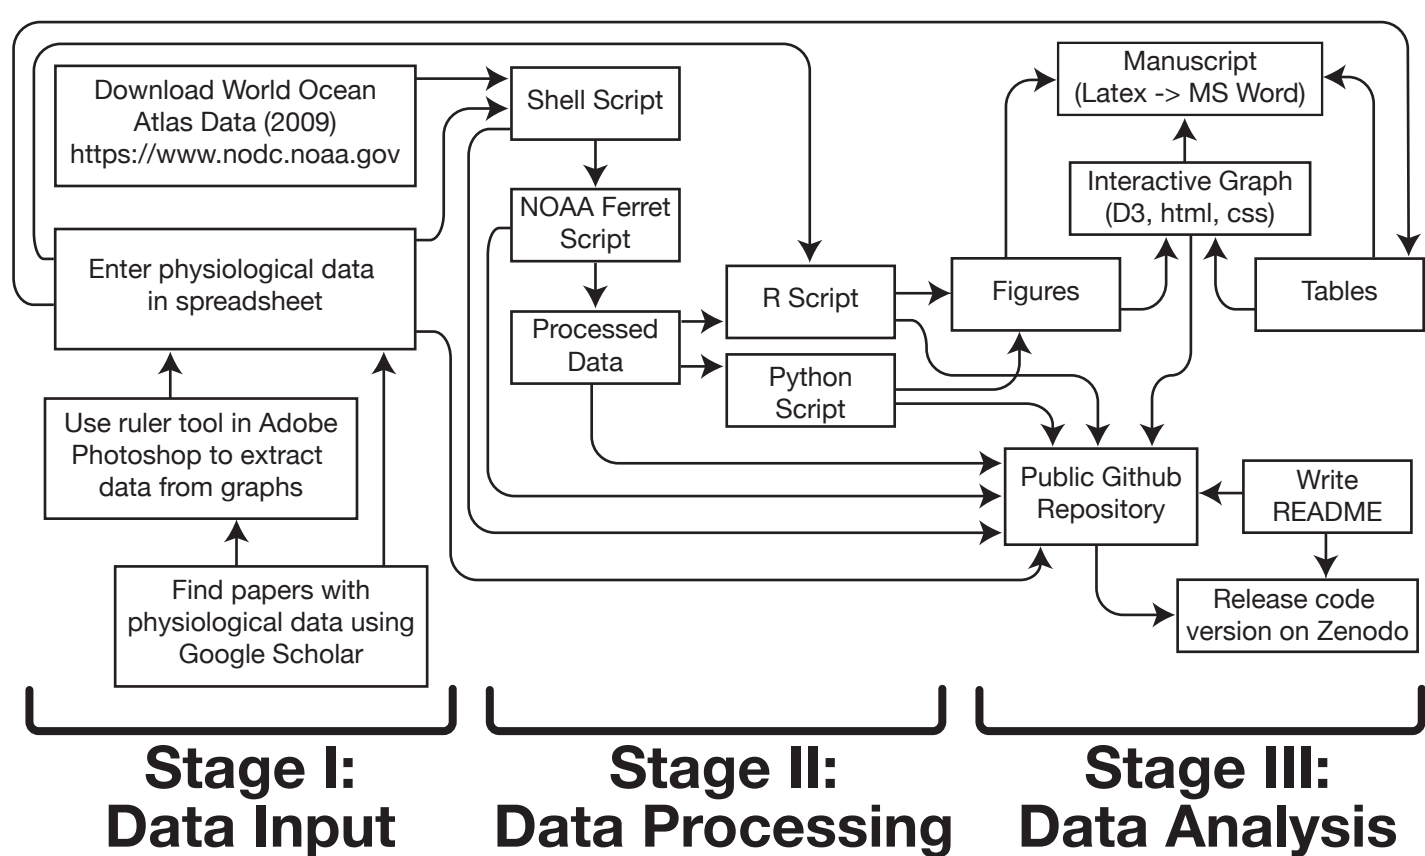 Download World Ocean
Atlas Data (2009)
https://www.nodc.noaa.gov
Enter physiological data
in spreadsheet
Use ruler tool in Adobe
Photoshop to extract
data from graphs
Find papers with
physiological data using
Google Scholar
Stage I:
Data Input
Shell Script
NOAA Ferret
Script
Processed
Data
R Script
Python
Script
Stage II:
Data Processing
Manuscript
(Latex -> MS Word)
Interactive Graph
(D3, html, css)
Figures
Tables
Public Github
Repository
Write
README
Release code
version on Zenodo
Stage III:
Data Analysis